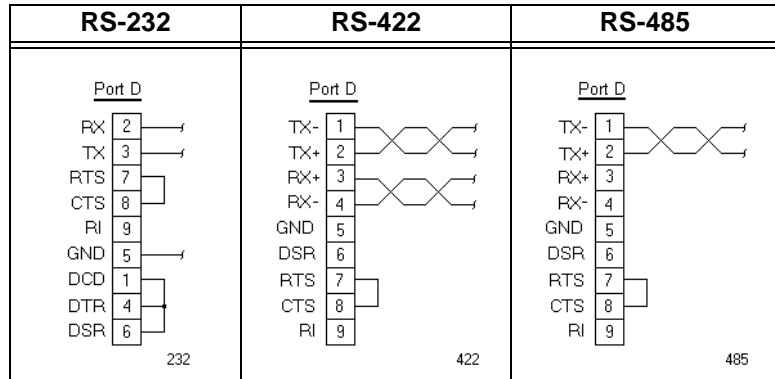 RS-232
RS-422
RS-485
Port D
RX 2
TX 3
RTS 7
CTS 8
RI 9
GND 5
DCD 1
DTR 4
DSR 6
232
Port D
TX- 1
TX+ 2
RX+ 3
RX- 4
GND 5
DSR 6
RTS 7
CTS 8
RI 9
422
Port D
TX- 1
TX+ 2
RX+ 3
RX- 4
GND 5
DSR 6
RTS 7
CTS 8
RI 9
485